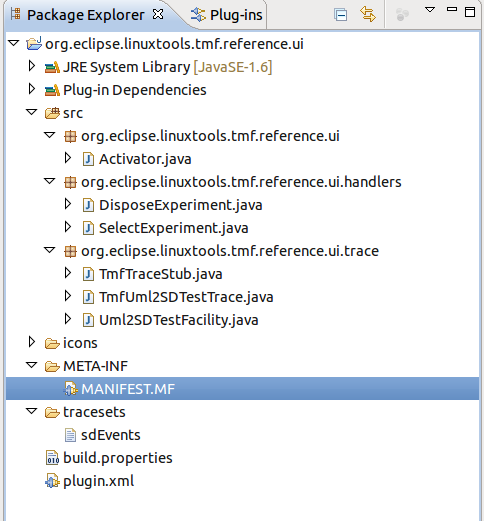 Package Explorer Plug-ins
org.eclipse.linuxtools.tmf.reference.ui
JRE System Library [JavaSE-1.6]
Plug-in Dependencies
src
org.eclipse.linuxtools.tmf.reference.ui
Activator.java
org.eclipse.linuxtools.tmf.reference.ui.handlers
DisposeExperiment.java
SelectExperiment.java
org.eclipse.linuxtools.tmf.reference.ui.trace
TmfTraceStub.java
TmfUml2SDTestTrace.java
Uml2SDTestFacility.java
icons
META-INF
MANIFEST.MF
tracesets
sdEvents
build.properties
plugin.xml